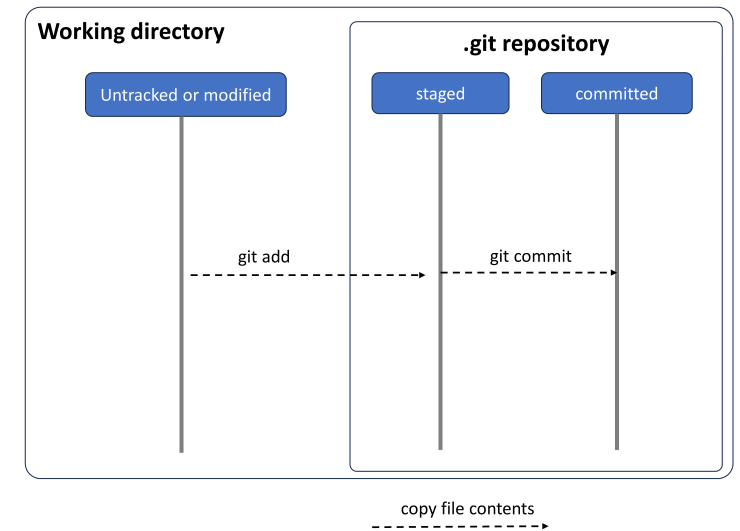 Working directory
.git repository
Untracked or modified
staged
committed
git add
git commit
copy file contents